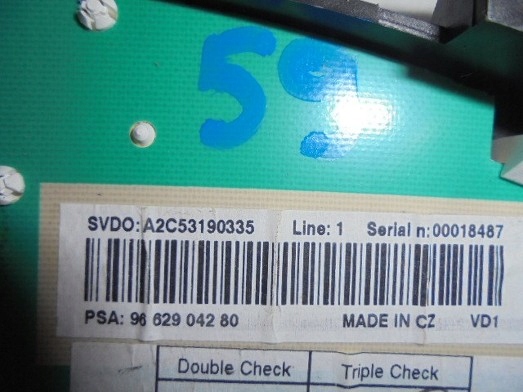 59
SVDO: A2C53190335 Line: 1 Serial n: 00018487
PSA: 96 629 042 80 MADE IN CZ VD1
Double Check Triple Check